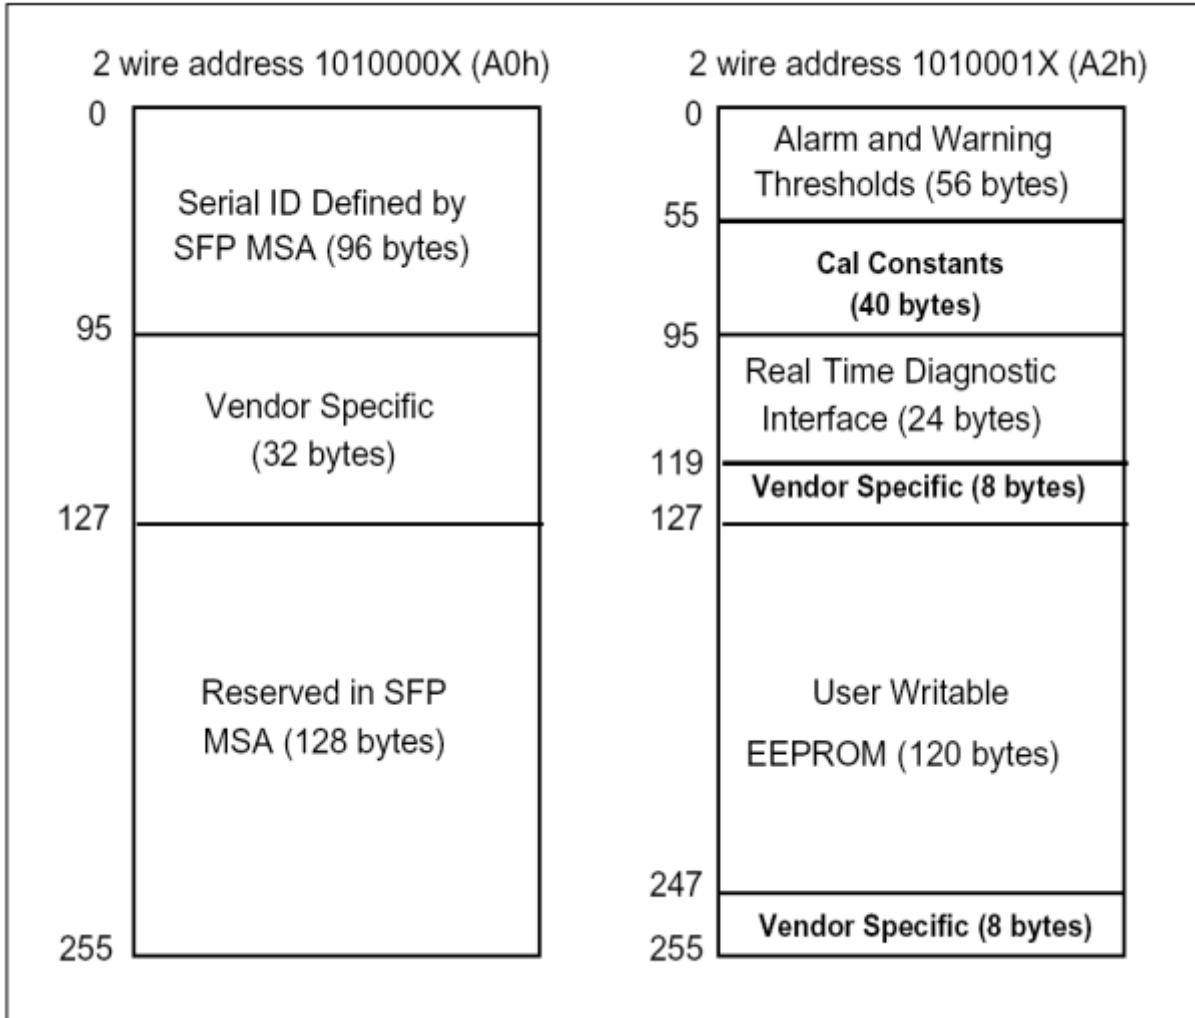 2 wire address 1010000X (A0h)
0
Serial ID Defined by
SFP MSA (96 bytes)
95
Vendor Specific
(32 bytes)
127
Reserved in SFP
MSA (128 bytes)
255
2 wire address 1010001X (A2h)
0
Alarm and Warning
Thresholds (56 bytes)
55
Cal Constants
(40 bytes)
95
Real Time Diagnostic
Interface (24 bytes)
119
Vendor Specific (8 bytes)
127
User Writable
EEPROM (120 bytes)
247
Vendor Specific (8 bytes)
255